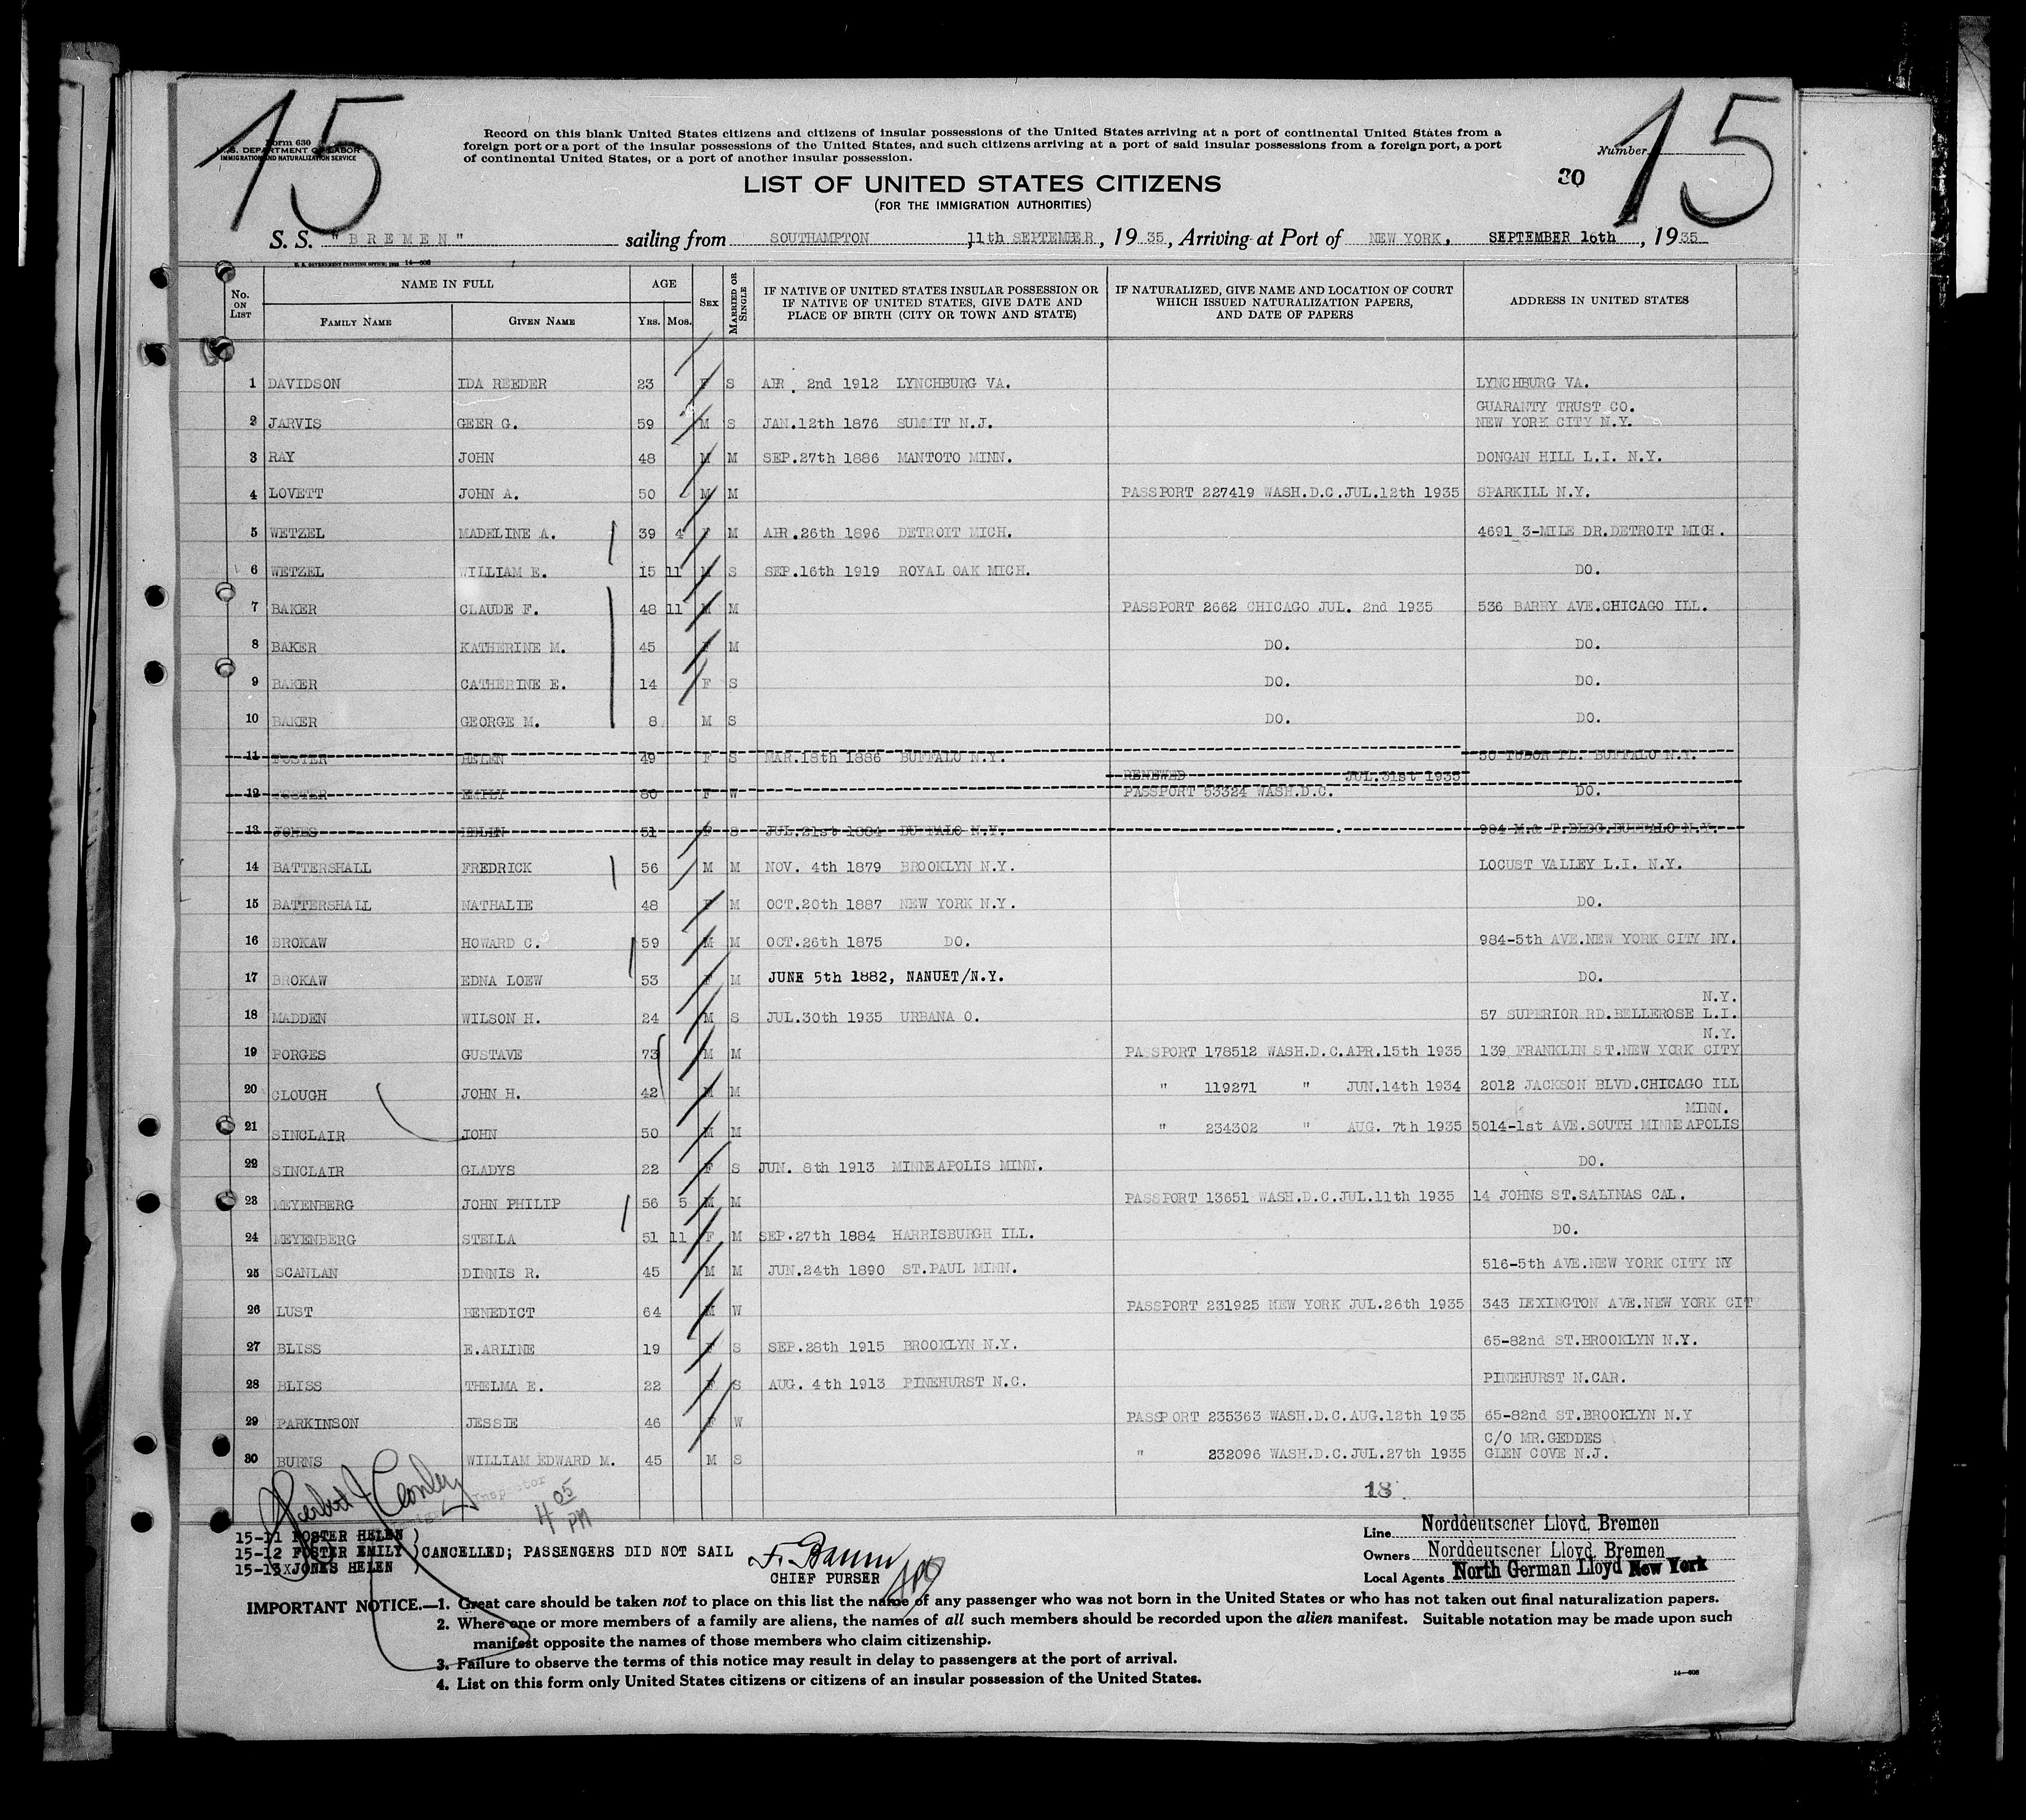 15
15
Form 630
U.S. DEPARTMENT OF LABOR
IMMIGRATION AND NATURALIZATION SERVICE
Record on this blank United States citizens and citizens of insular possessions of the United States arriving at a port of continental United States from a
foreign port or a port of the insular possessions of the United States, and such citizens arriving at a port of said insular possessions from a foreign port, a port
of continental United States, or a port of another insular possession.
Number
30
LIST OF UNITED STATES CITIZENS
(FOR THE IMMIGRATION AUTHORITIES)
S. S. "BREMEN" sailing from SOUTHAMPTON 11th SEPTEMBER, 1935, Arriving at Port of NEW YORK, SEPTEMBER 16th, 1935
U. S. GOVERNMENT PRINTING OFFICE: 14—608
No. ON LIST NAME IN FULL FAMILY NAME GIVEN NAME AGE YRS. MOS. SEX MARRIED OR SINGLE IF NATIVE OF UNITED STATES INSULAR POSSESSION OR IF NATIVE OF UNITED STATES, GIVE DATE AND PLACE OF BIRTH (CITY OR TOWN AND STATE) IF NATURALIZED, GIVE NAME AND LOCATION OF COURT WHICH ISSUED NATURALIZATION PAPERS, AND DATE OF PAPERS ADDRESS IN UNITED STATES
1 DAVIDSON IDA REEDER 23 F S APR. 2nd 1912 LYNCHBURG VA. LYNCHBURG VA.
GUARANTY TRUST CO.
2 JARVIS GEER G. 59 M S JAN.12th 1876 SUMMIT N.J. NEW YORK CITY N.Y.
3 RAY JOHN 48 M M SEP.27th 1886 MANTOTO MINN. DONGAN HILL L.I. N.Y.
4 LOVETT JOHN A. 50 M M PASSPORT 227419 WASH.D.C.JUL.12th 1935 SPARKILL N.Y.
5 WETZEL MADELINE A. 39 4 F M APR.26th 1896 DETROIT MICH. 4691 3-MILE DR.DETROIT MICH.
6 WETZEL WILLIAM E. 15 11 M S SEP.16th 1919 ROYAL OAK MICH. DO.
7 BAKER CLAUDE F. 48 11 M M PASSPORT 2662 CHICAGO JUL. 2nd 1935 536 BARRY AVE.CHICAGO ILL.
8 BAKER KATHERINE M. 45 F M DO. DO.
9 BAKER CATHERINE E. 14 F S DO. DO.
10 BAKER GEORGE M. 8 M S DO. DO.
11 FOSTER HELEN 49 F S MAR.18th 1886 BUFFALO N.Y. 50 TUDOR PL. BUFFALO N.Y.
RENEWED JUL.31st 1935
12 FOSTER EMILY 80 F W PASSPORT 53324 WASH.D.C. DO.
13 JONES HELEN 51 F S JUL.21st 1884 BUFFALO N.Y. 984 M.& T.BLDG.BUFFALO N.Y.
14 BATTERSHALL FREDRICK 56 M M NOV. 4th 1879 BROOKLYN N.Y. LOCUST VALLEY L.I. N.Y.
15 BATTERSHALL NATHALIE 48 F M OCT.20th 1887 NEW YORK N.Y. DO.
16 BROKAW HOWARD C. 59 M M OCT.26th 1875 DO. 984-5th AVE.NEW YORK CITY NY.
17 BROKAW EDNA LOEW 53 F M JUNE 5th 1882, NANUET/N.Y. DO.
N.Y.
18 MADDEN WILSON H. 24 M S JUL.30th 1935 URBANA O. 57 SUPERIOR RD.BELLEROSE L.I.
N.Y.
19 PORGES GUSTAVE 73 M M PASSPORT 178512 WASH.D.C.APR.15th 1935 139 FRANKLIN ST.NEW YORK CITY
20 CLOUGH JOHN H. 42 M M " 119271 " JUN.14th 1934 2012 JACKSON BLVD.CHICAGO ILL
MINN.
21 SINCLAIR JOHN 50 M M " 234302 " AUG. 7th 1935 5014-1st AVE.SOUTH MINNEAPOLIS
22 SINCLAIR GLADYS 22 F S JUN. 8th 1913 MINNEAPOLIS MINN. DO.
23 MEYENBERG JOHN PHILIP 56 5 M M PASSPORT 13651 WASH.D.C.JUL.11th 1935 14 JOHNS ST.SALINAS CAL.
24 MEYENBERG STELLA 51 11 F M SEP.27th 1884 HARRISBURGH ILL. DO.
25 SCANLAN DINNIS R. 45 M M JUN.24th 1890 ST.PAUL MINN. 516-5th AVE.NEW YORK CITY NY
26 LUST BENEDICT 64 M W PASSPORT 231925 NEW YORK JUL.26th 1935 343 LEXINGTON AVE.NEW YORK CITY
27 BLISS E.ARLINE 19 F S SEP.28th 1915 BROOKLYN N.Y. 65-82nd ST.BROOKLYN N.Y.
28 BLISS THELMA E. 22 F S AUG. 4th 1913 PINEHURST N.C. PINEHURST N.CAR.
29 PARKINSON JESSIE 46 F W PASSPORT 235363 WASH.D.C.AUG.12th 1935 65-82nd ST.BROOKLYN N.Y
C/O MR.GEDDES
30 BURNS WILLIAM EDWARD M. 45 M S " 232096 WASH.D.C.JUL.27th 1935 GLEN COVE N.J.
Inspector
4 05 PM
18
15-11 FOSTER HELEN )
15-12 FOSTER EMILY )CANCELLED; PASSENGERS DID NOT SAIL
15-13xJONES HELEN )
CHIEF PURSER
Line Norddeutscher Lloyd, Bremen
Owners Norddeutscher Lloyd, Bremen
Local Agents North German Lloyd New York
IMPORTANT NOTICE.—1. Great care should be taken not to place on this list the name of any passenger who was not born in the United States or who has not taken out final naturalization papers.
2. Where one or more members of a family are aliens, the names of all such members should be recorded upon the alien manifest. Suitable notation may be made upon such
manifest opposite the names of those members who claim citizenship.
3. Failure to observe the terms of this notice may result in delay to passengers at the port of arrival.
4. List on this form only United States citizens or citizens of an insular possession of the United States.
14—608